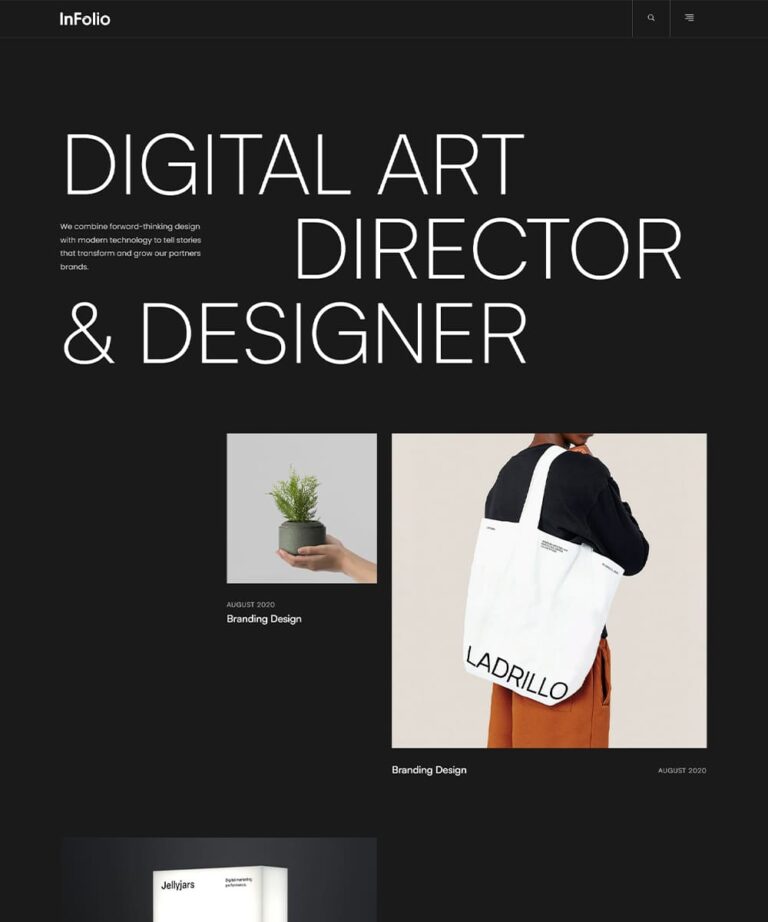 InFolio
DIGITAL ART
DIRECTOR
We combine forward-thinking design
with modern technology to tell stories
that transform and grow our partners
brands.
& DESIGNER
LADRILLO
AUGUST 2020
Branding Design
Branding Design
AUGUST 2020
Jellyjars
Digital marketing
performance.